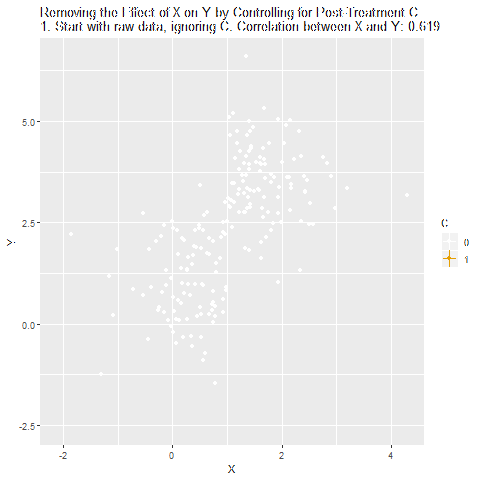 Removing the Effect of X on Y by Controlling for Post-Treatment C
1. Start with raw data, ignoring C. Correlation between X and Y: 0.619
5.0
2.5
0.0
-2.5
Y
-2
0
2
4
X
C
0
1